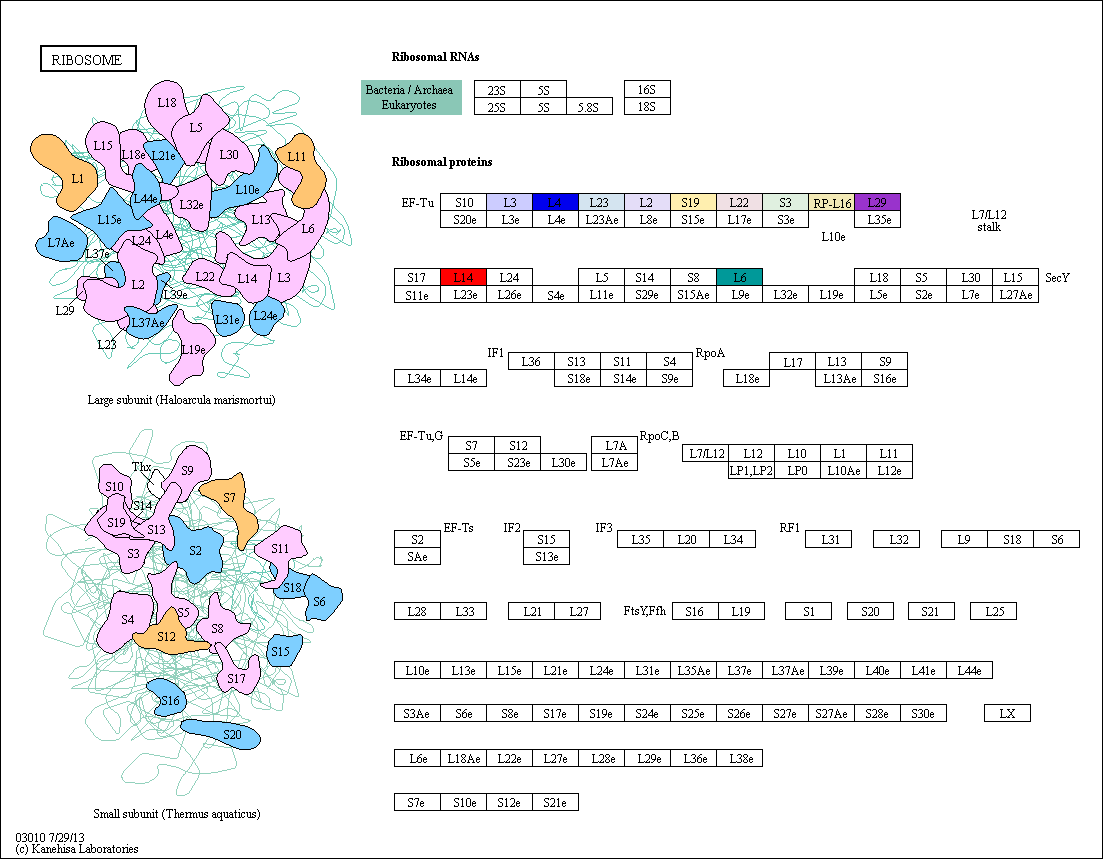 RIBOSOME
L18
L5
L15
L18e
L21e
L30
L11
L1
L10e
L44e
L32e
L15e
L13
L6
L7Ae
L4e
L24
L37e
L2
L22
L14
L3
L39e
L29
L37Ae
L31e
L24e
L23
L19e
Large subunit (Haloarcula marismortui)
Thx
S9
S10
S7
S14
S19
S13
S3
S2
S11
S18
S6
S4
S5
S8
S12
S15
S17
S16
S20
Small subunit (Thermus aquaticus)
03010 7/29/13
(c) Kanehisa Laboratories
Ribosomal RNAs
Bacteria / Archaea 23S 5S 16S
Eukaryotes 25S 5S 5.8S 18S
Ribosomal proteins
EF-Tu S10 L3 L4 L23 L2 S19 L22 S3 RP-L16 L29
S20e L3e L4e L23Ae L8e S15e L17e S3e L35e
L10e
L7/L12
stalk
S17 L14 L24 L5 S14 S8 L6 L18 S5 L30 L15 SecY
S11e L23e L26e S4e L11e S29e S15Ae L9e L32e L19e L5e S2e L7e L27Ae
IF1 L36 S13 S11 S4 RpoA L17 L13 S9
L34e L14e S18e S14e S9e L18e L13Ae S16e
EF-Tu,G S7 S12 L7A RpoC,B L7/L12 L12 L10 L1 L11
S5e S23e L30e L7Ae LP1,LP2 LP0 L10Ae L12e
S2 EF-Ts IF2 S15 IF3 L35 L20 L34 RF1 L31 L32 L9 S18 S6
SAe S13e
L28 L33 L21 L27 FtsY,Ffh S16 L19 S1 S20 S21 L25
L10e L13e L15e L21e L24e L31e L35Ae L37e L37Ae L39e L40e L41e L44e
S3Ae S6e S8e S17e S19e S24e S25e S26e S27e S27Ae S28e S30e LX
L6e L18Ae L22e L27e L28e L29e L36e L38e
S7e S10e S12e S21e